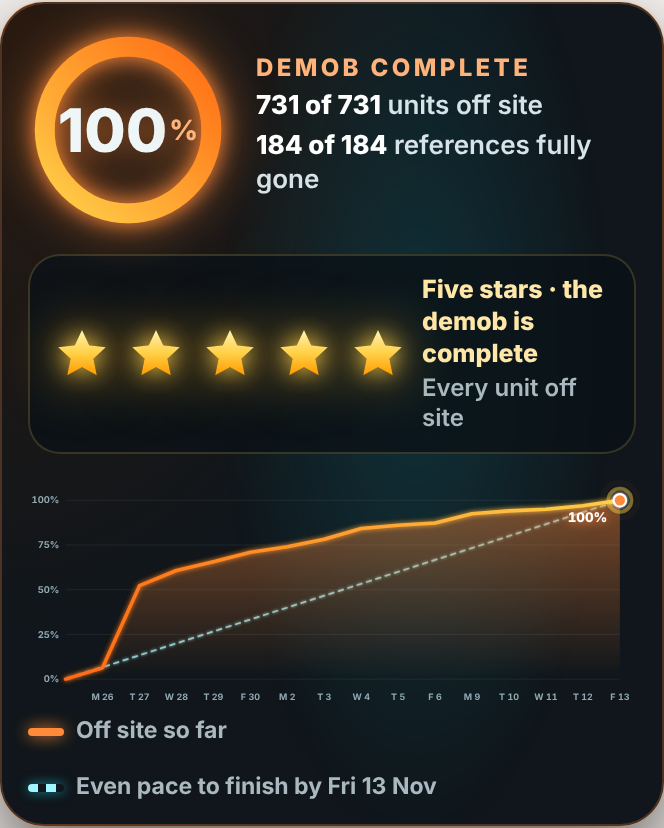 100%
DEMOB COMPLETE
731 of 731 units off site
184 of 184 references fully
gone
Five stars · the
demob is
complete
Every unit off
site
100%
75%
50%
25%
0%
100%
M 26 T 27 W 28 T 29 F 30 M 2 T 3 W 4 T 5 F 6 M 9 T 10 W 11 T 12 F 13
Off site so far
Even pace to finish by Fri 13 Nov